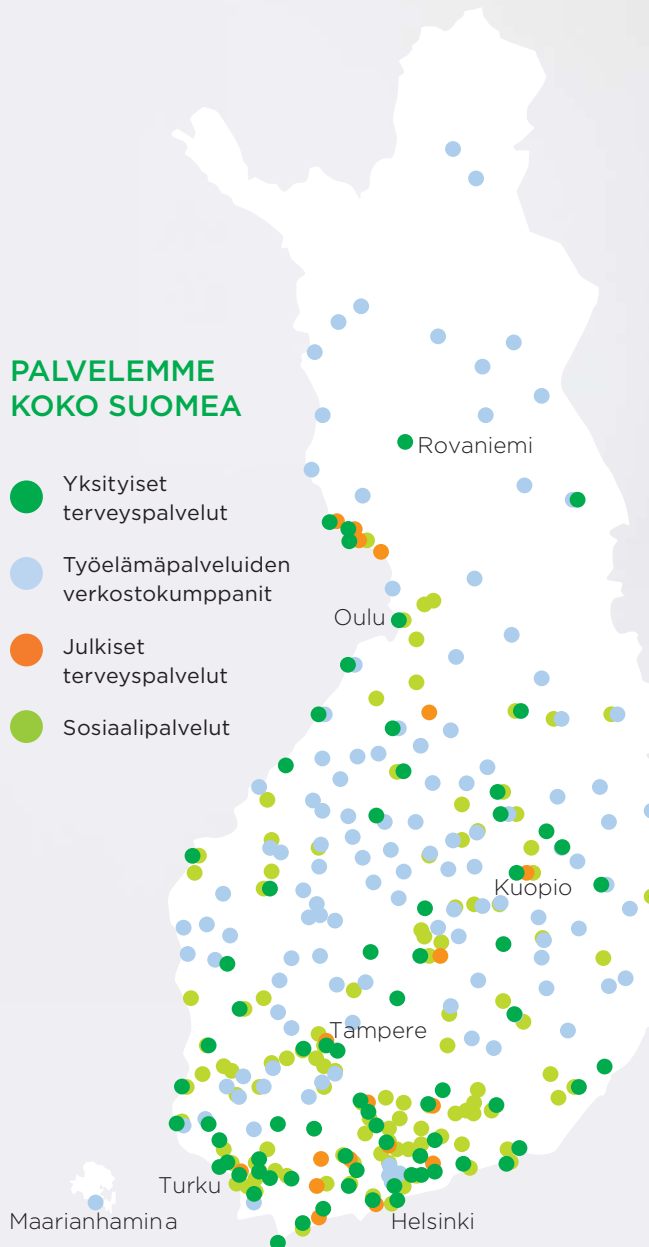 PALVELEMME
KOKO SUOMEA
Yksityiset
terveyspalvelut
Työelämäpalveluiden
verkostokumppanit
Julkiset
terveyspalvelut
Sosiaalipalvelut
Rovaniemi
Oulu
Kuopio
Tampere
Turku
Maarianhamina
Helsinki